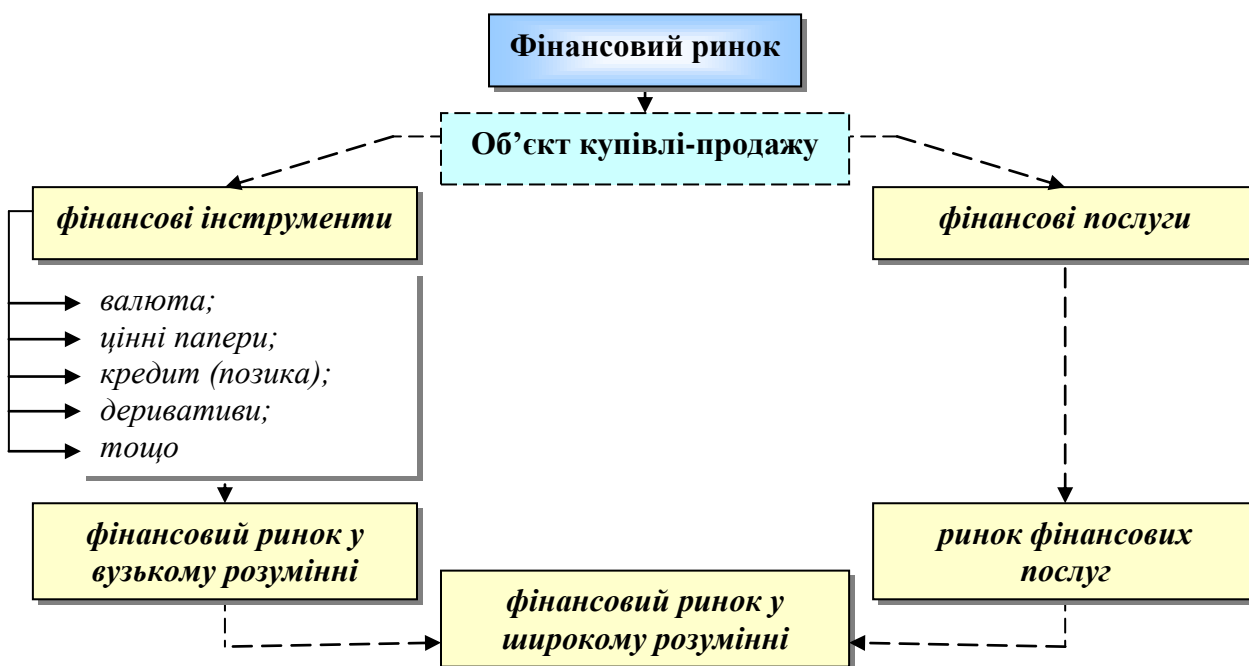 Фінансовий ринок
Об’єкт купівлі-продажу
фінансові інструменти
фінансові послуги
валюта;
цінні папери;
кредит (позика);
деривативи;
тощо
фінансовий ринок у
вузькому розумінні
ринок фінансових
послуг
фінансовий ринок у
широкому розумінні